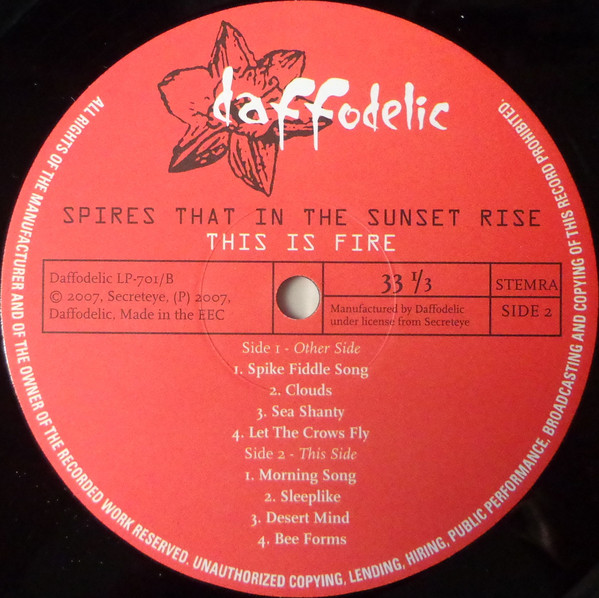 daffodelic
SPIRES THAT IN THE SUNSET RISE
THIS IS FIRE
Daffodelic LP-701/B
© 2007, Secreteye, (P) 2007,
Daffodelic, Made in the EEC
33 1/3
Manufactured by Daffodelic
under license from Secreteye
STEMRA
SIDE 2
Side 1 - Other Side
1. Spike Fiddle Song
2. Clouds
3. Sea Shanty
4. Let The Crows Fly
Side 2 - This Side
1. Morning Song
2. Sleeplike
3. Desert Mind
4. Bee Forms
ALL RIGHTS OF THE MANUFACTURER AND OF THE OWNER OF THE RECORDED WORK RESERVED. UNAUTHORIZED COPYING, LENDING, HIRING, PUBLIC PERFORMANCE, BROADCASTING AND COPYING OF THIS RECORD PROHIBITED.